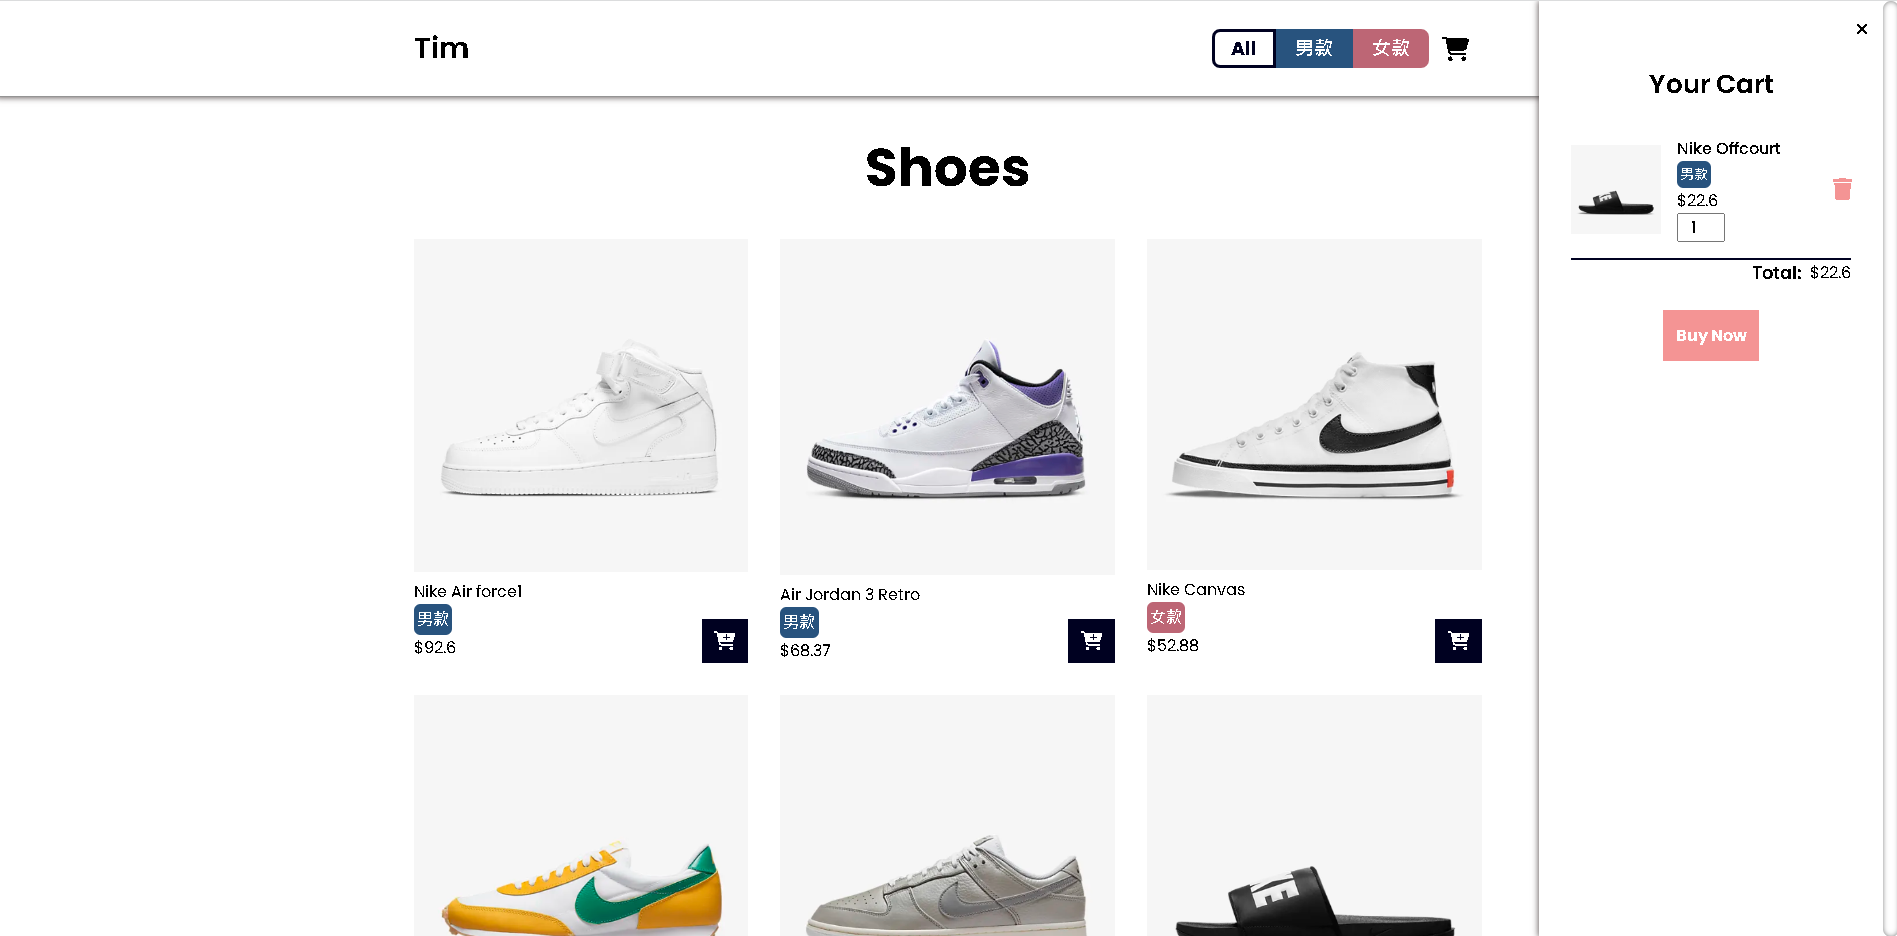 Tim
All
男款
女款
Shoes
Nike Air force1
男款
$92.6
Air Jordan 3 Retro
男款
$68.37
Nike Canvas
女款
$52.88
Your Cart
Nike Offcourt
男款
$22.6
1
Total: $22.6
Buy Now